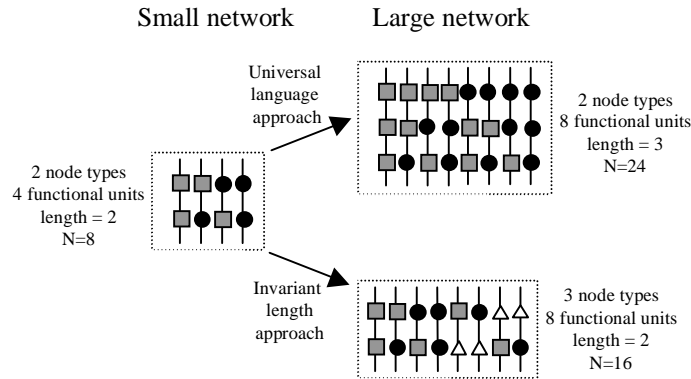 Small network
Large network
Universal
language
approach
2 node types
8 functional units
length = 3
N=24
2 node types
4 functional units
length = 2
N=8
Invariant
length
approach
3 node types
8 functional units
length = 2
N=16